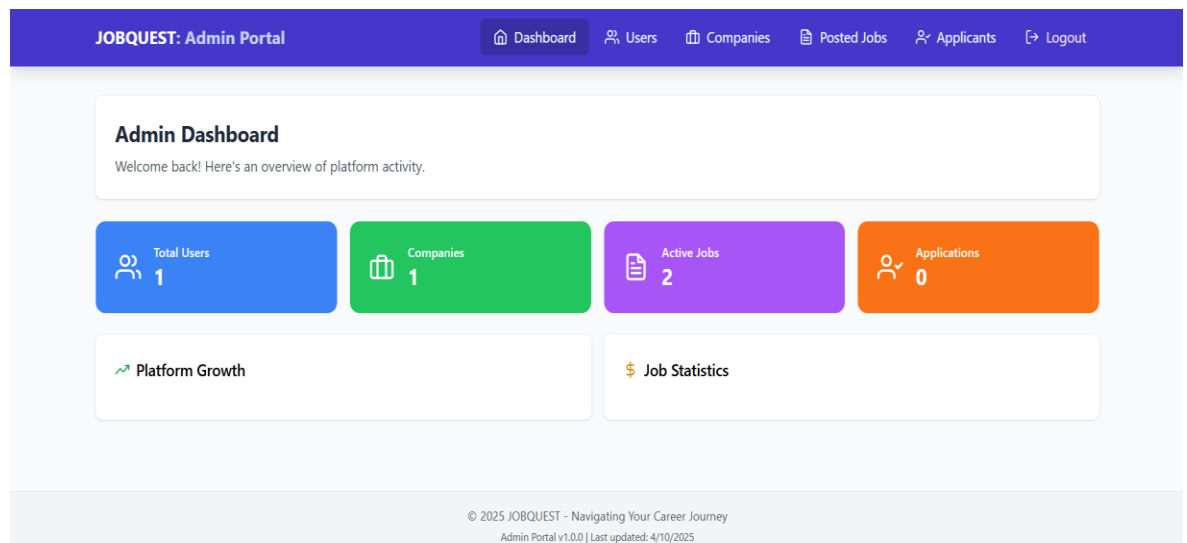 JOBQUEST: Admin Portal
Dashboard
Users
Companies
Posted Jobs
Applicants
Logout
Admin Dashboard
Welcome back! Here's an overview of platform activity.
Total Users
1
Companies
1
Active Jobs
2
Applications
0
Platform Growth
Job Statistics
© 2025 JOBQUEST - Navigating Your Career Journey
Admin Portal v1.0.0 | Last updated: 4/10/2025